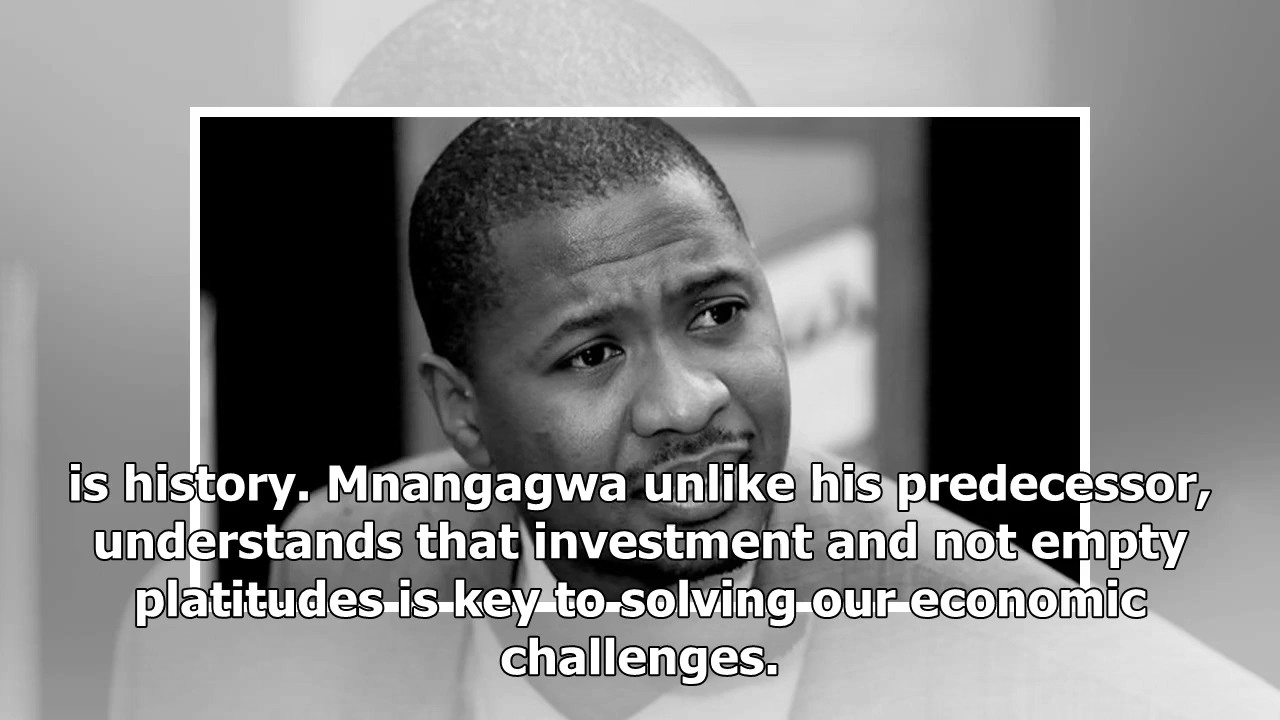 is history. Mnangagwa unlike his predecessor,
understands that investment and not empty
platitudes is key to solving our economic
challenges.